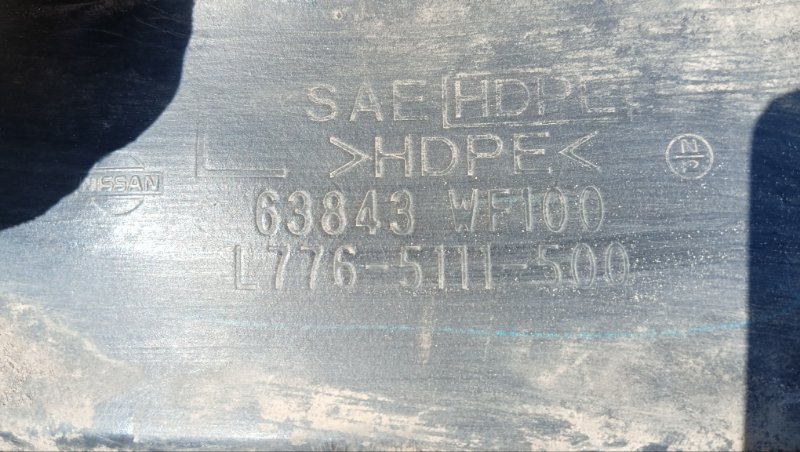 SAE HDPE
>HDPE<
NISSAN
63843 WF100
L776-5111-500